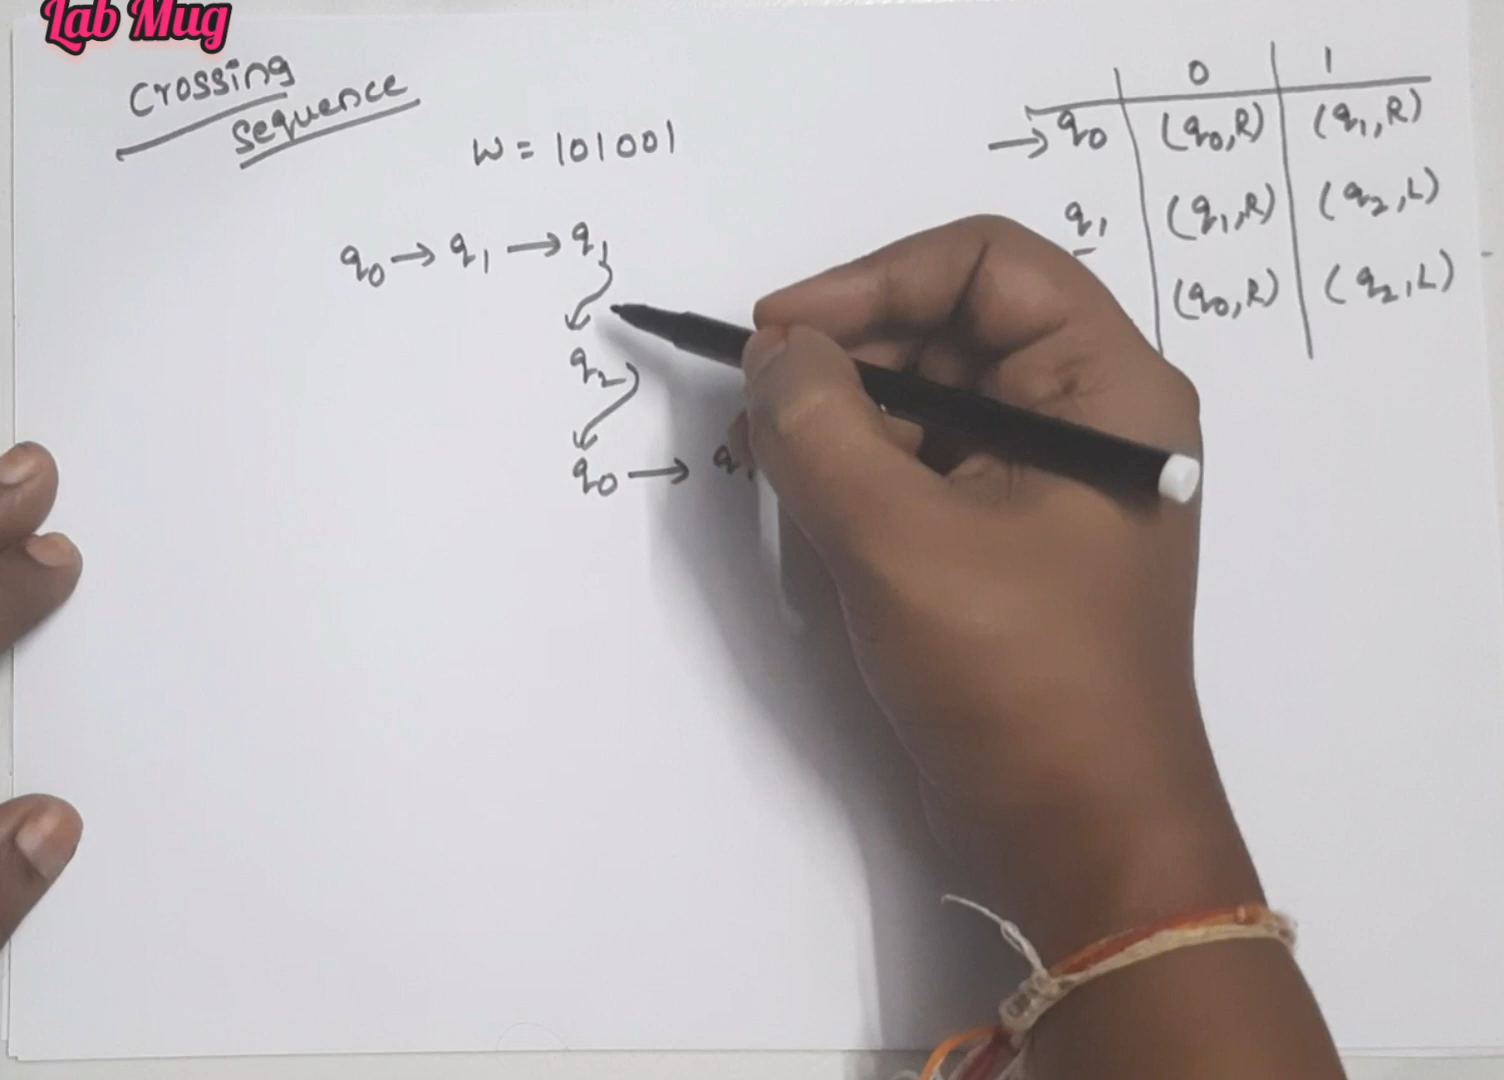 Lab Mug
Crossing
Sequence
W = 101001
q0 → q1 → q1
q2
q0 → q1
0 1
→ q0 (q0,R) (q1,R)
q1 (q1,R) (q2,L)
(q0,R) (q2,L)